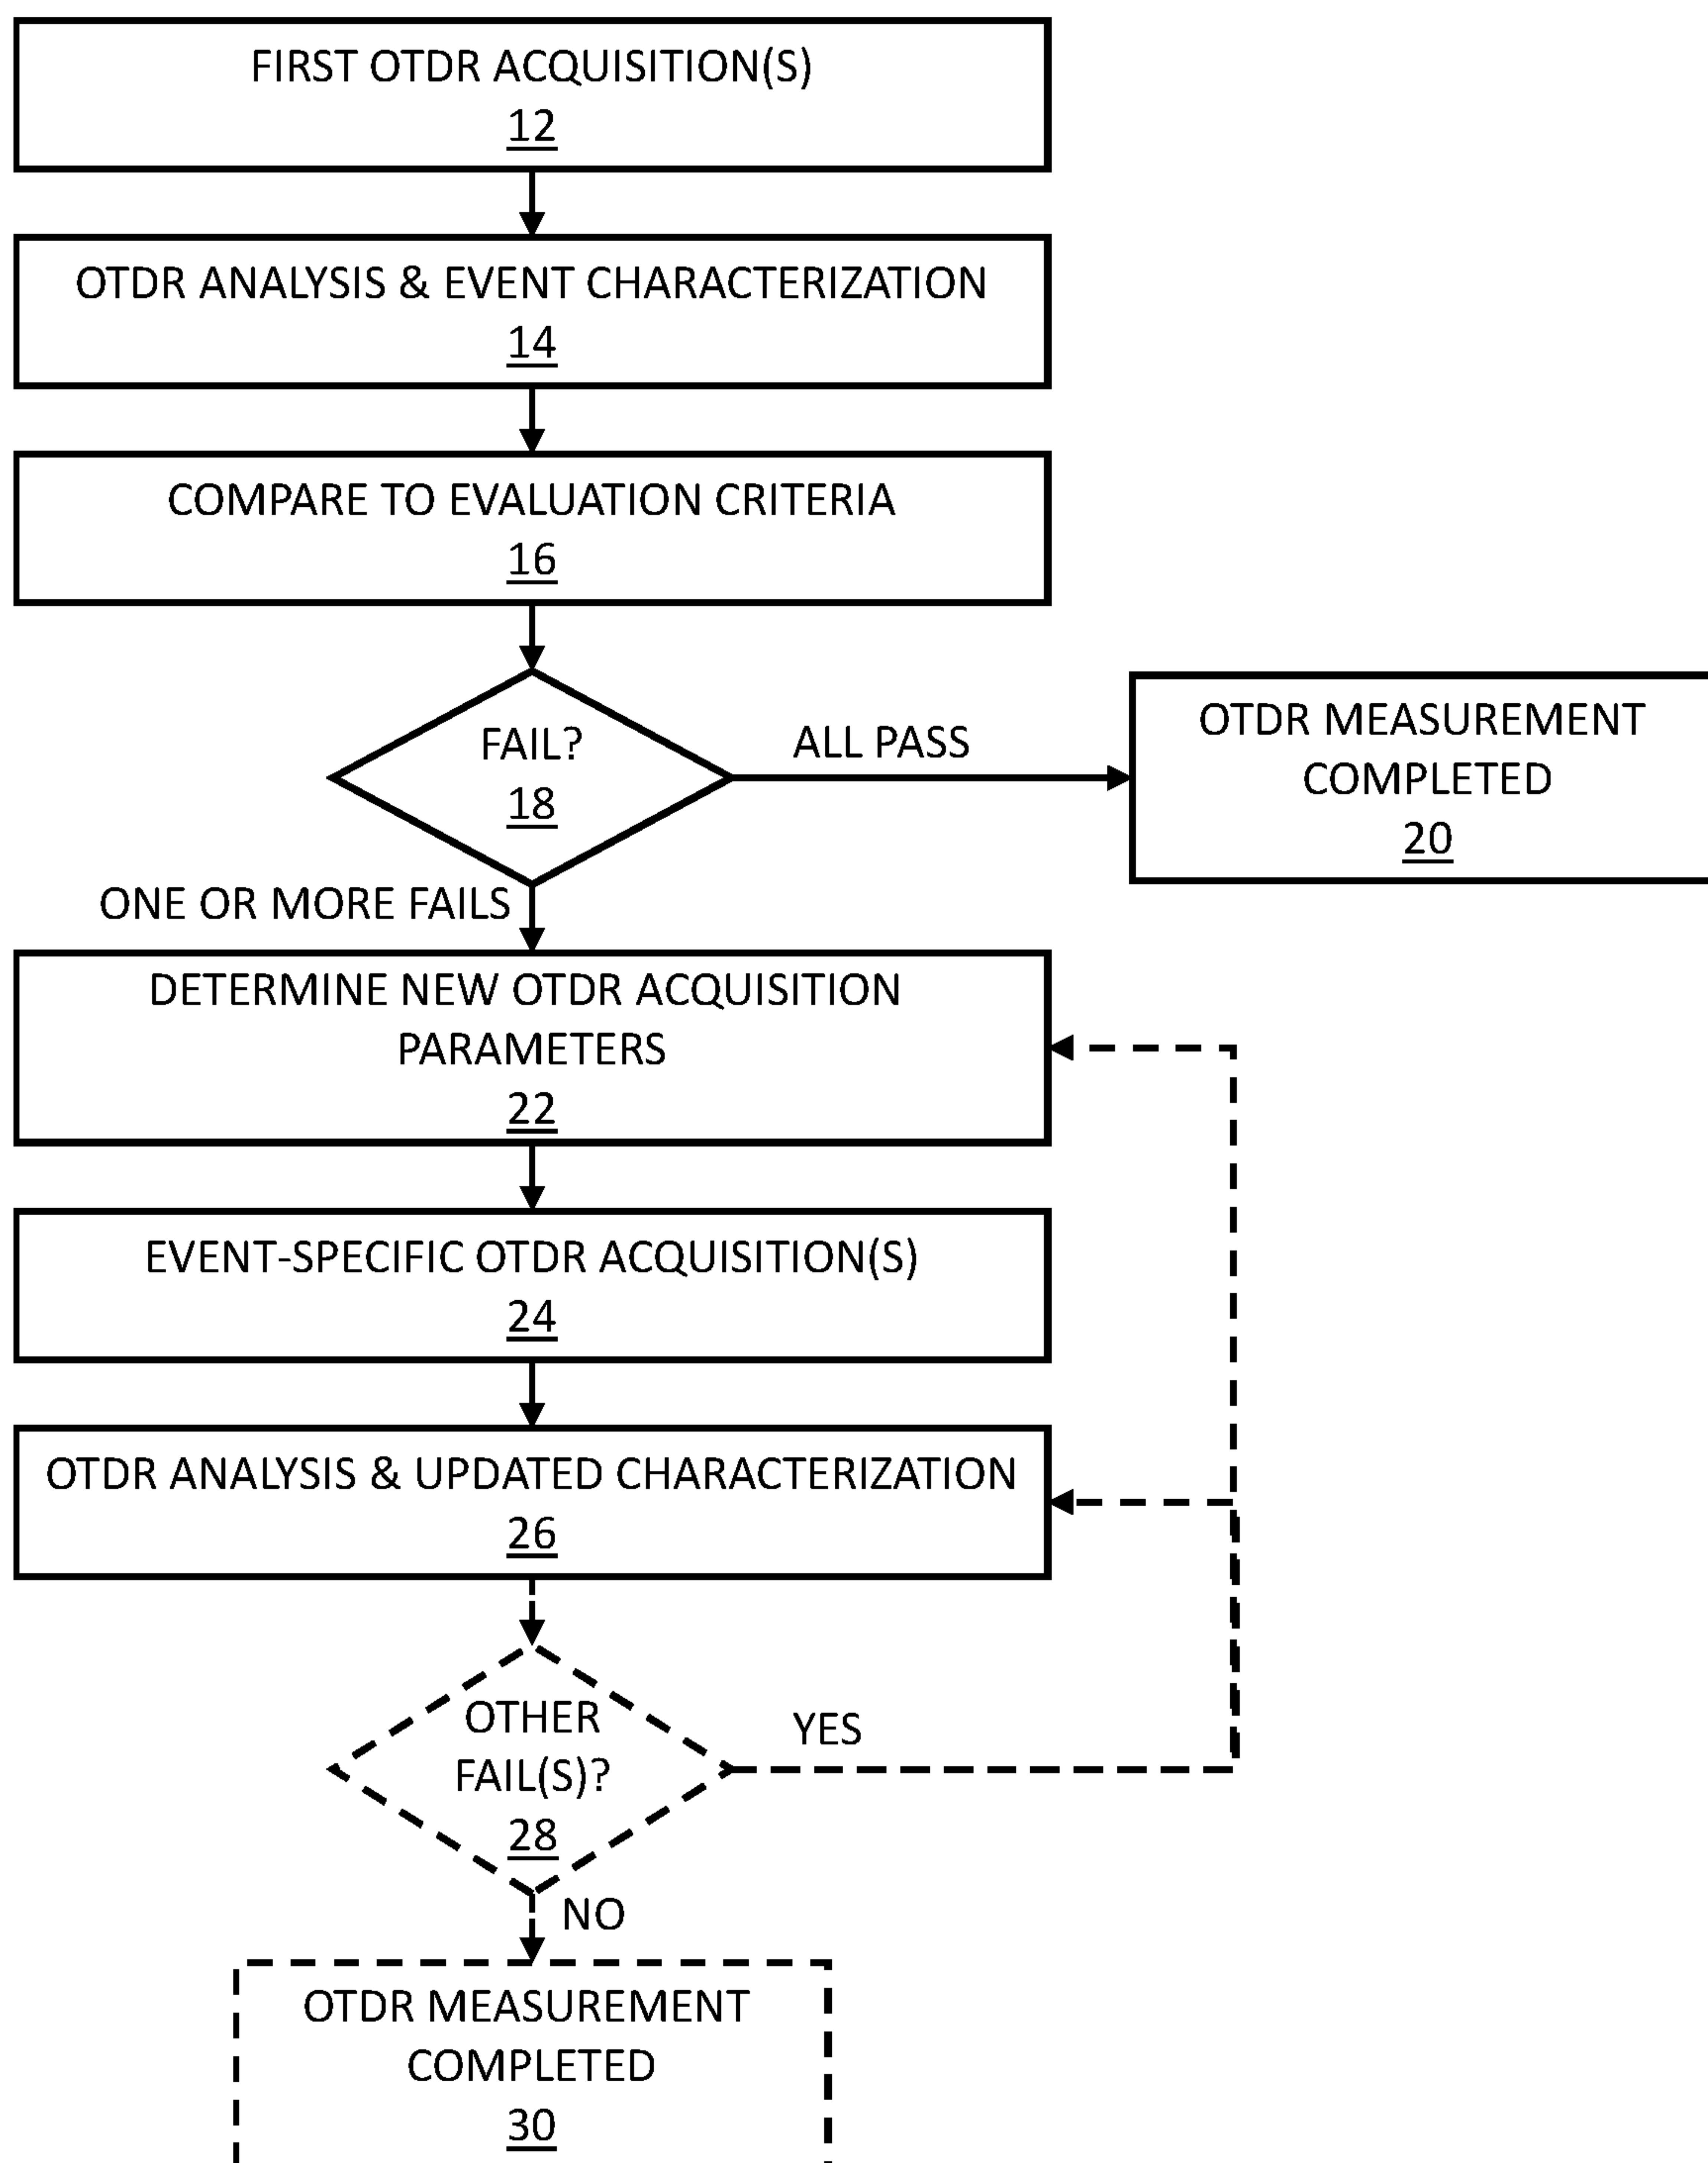 FIRST OTDR ACQUISITION(S)
12
OTDR ANALYSIS & EVENT CHARACTERIZATION
14
COMPARE TO EVALUATION CRITERIA
16
FAIL?
18
ALL PASS
OTDR MEASUREMENT
COMPLETED
20
ONE OR MORE FAILS
DETERMINE NEW OTDR ACQUISITION
PARAMETERS
22
EVENT-SPECIFIC OTDR ACQUISITION(S)
24
OTDR ANALYSIS & UPDATED CHARACTERIZATION
26
OTHER
FAIL(S)?
28
YES
NO
OTDR MEASUREMENT
COMPLETED
30